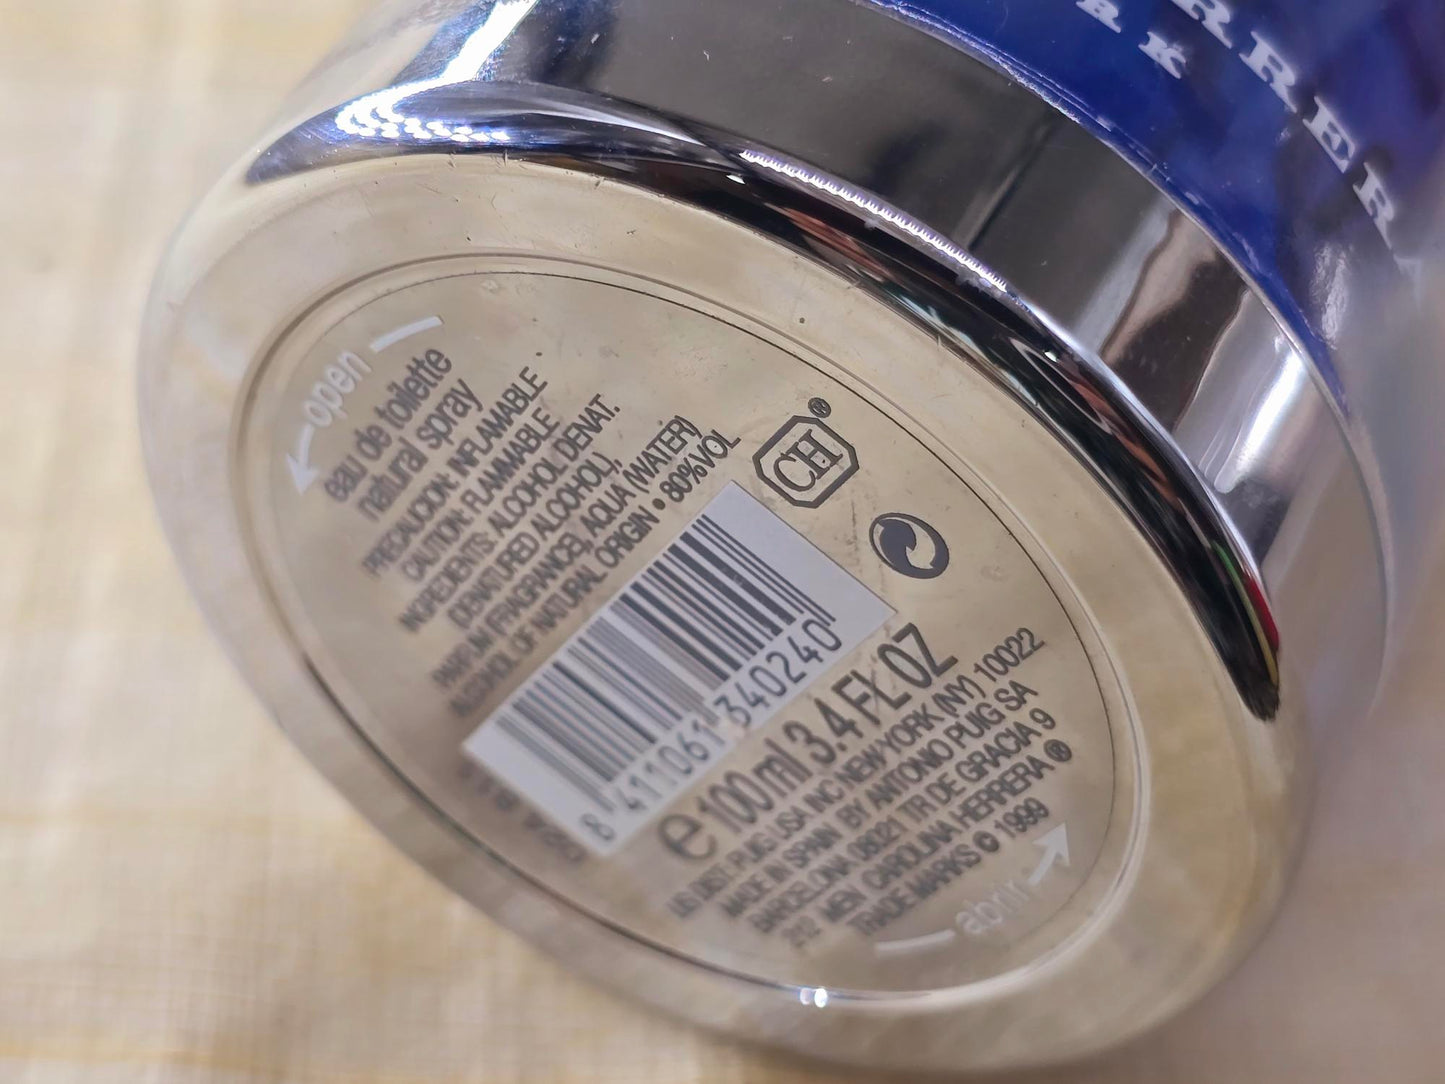 RRERA
RK
open
eau de toilette
natural spray
PRECAUCION: INFLAMABLE
CAUTION: FLAMMABLE
INGREDIENTS: ALCOHOL DENAT.
(DENATURED ALCOHOL),
PARFUM (FRAGRANCE), AQUA (WATER)
ALCOHOL OF NATURAL ORIGIN • 80%VOL
CH®
8 411061 340240
e 100ml 3.4 FL OZ
US DIST. PUIG USA INC NEW-YORK (NY) 10022
MADE IN SPAIN BY ANTONIO PUIG SA
BARCELONA 08021 TR DE GRACIA 9
212 MEN CAROLINA HERRERA ®
TRADE MARKS © 1999
abrir